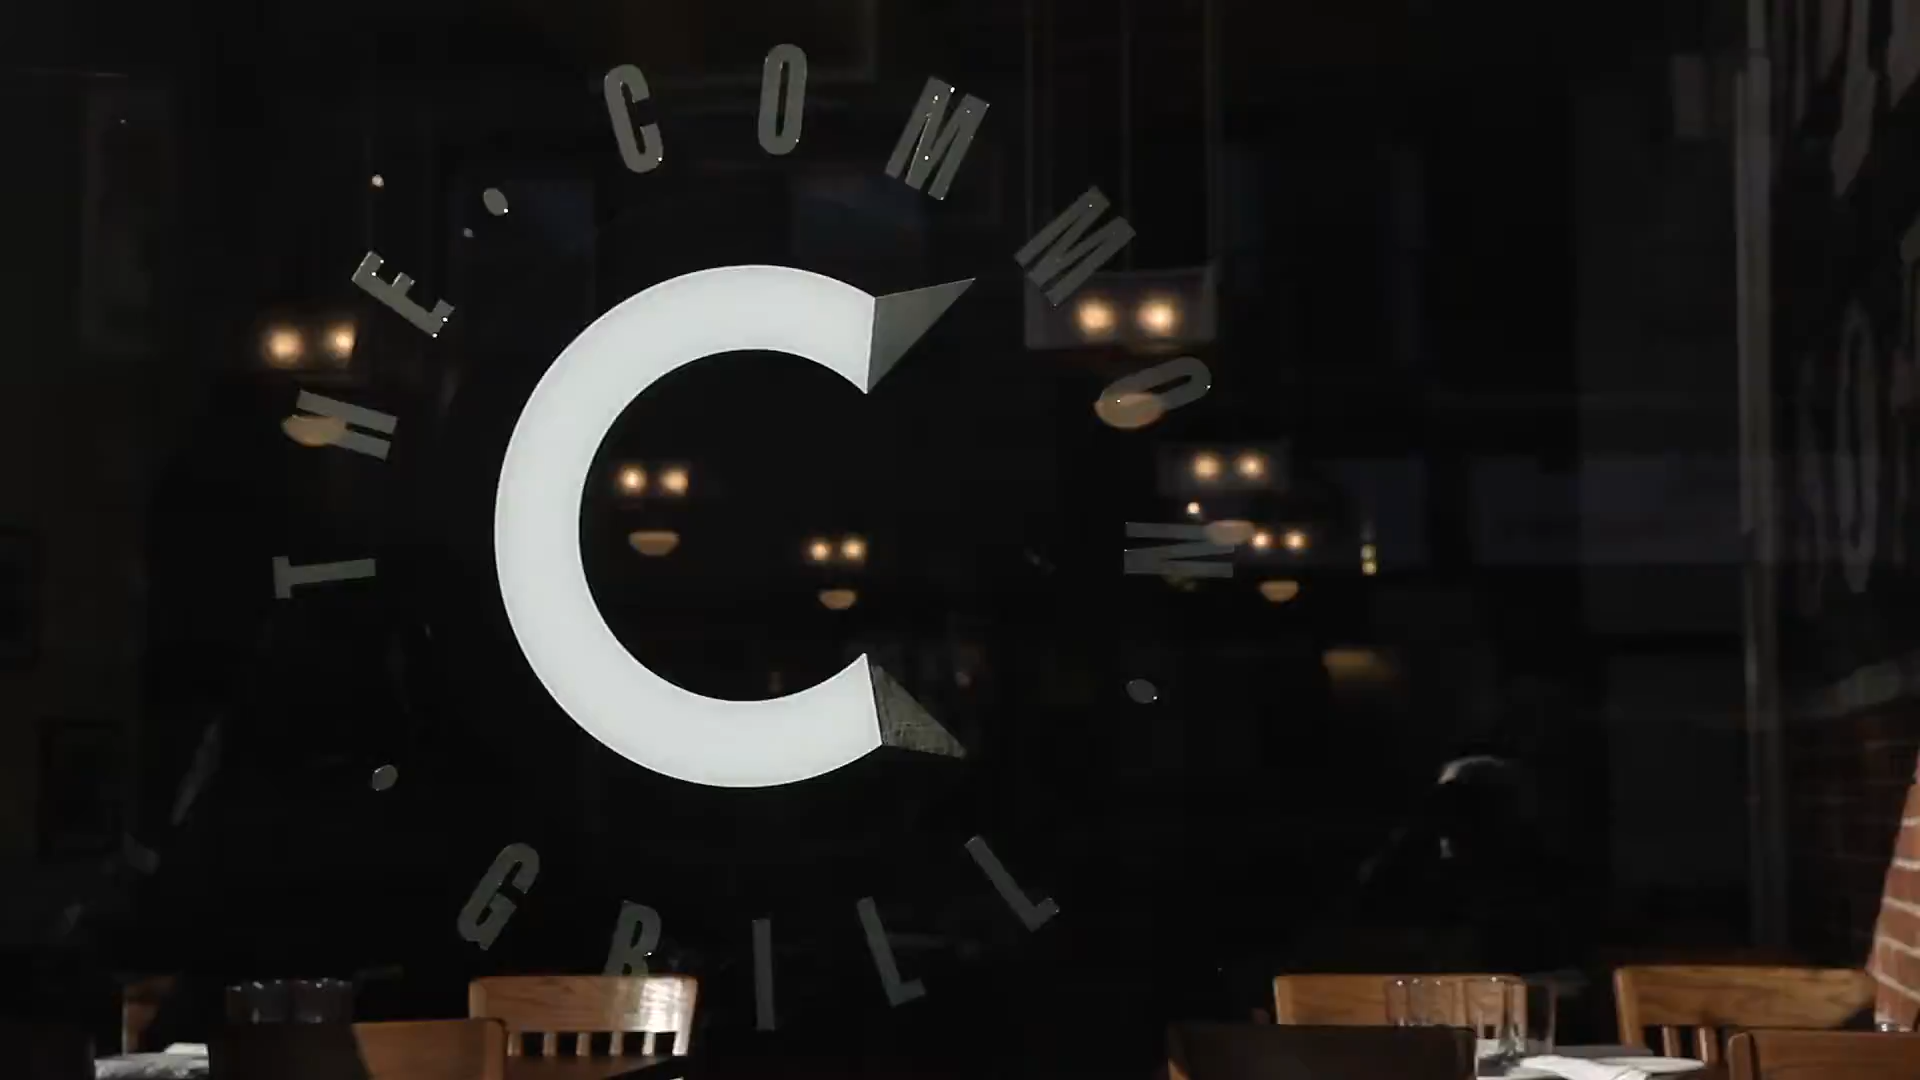 THE · COMMON ·
GRILL ·
C